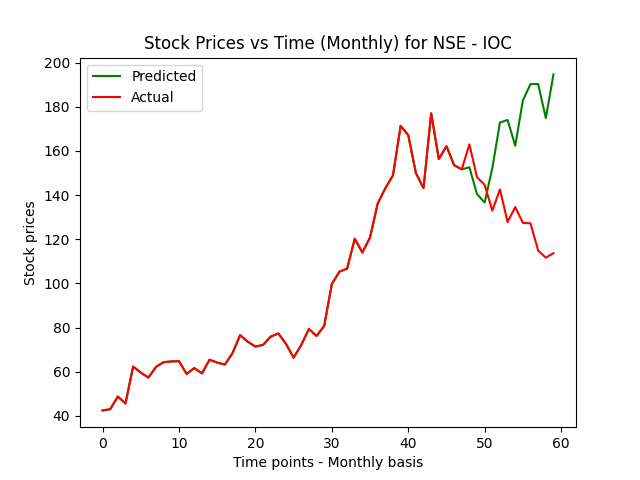 Stock Prices vs Time (Monthly) for NSE - IOC
Predicted
Actual
Stock prices
200
180
160
140
120
100
80
60
40
0 10 20 30 40 50 60
Time points - Monthly basis